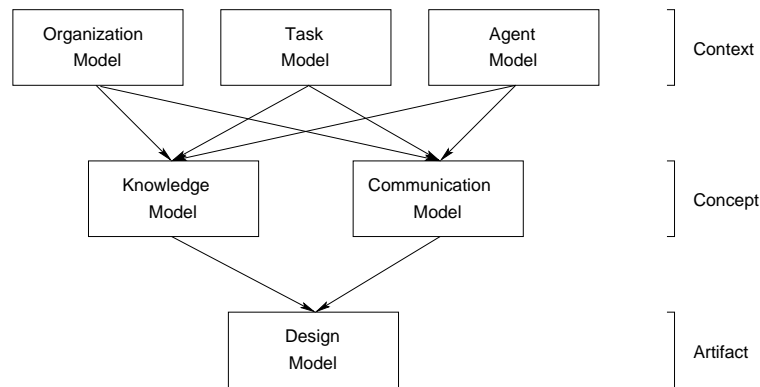 Organization
Model
Task
Model
Agent
Model
Context
Knowledge
Model
Communication
Model
Concept
Design
Model
Artifact